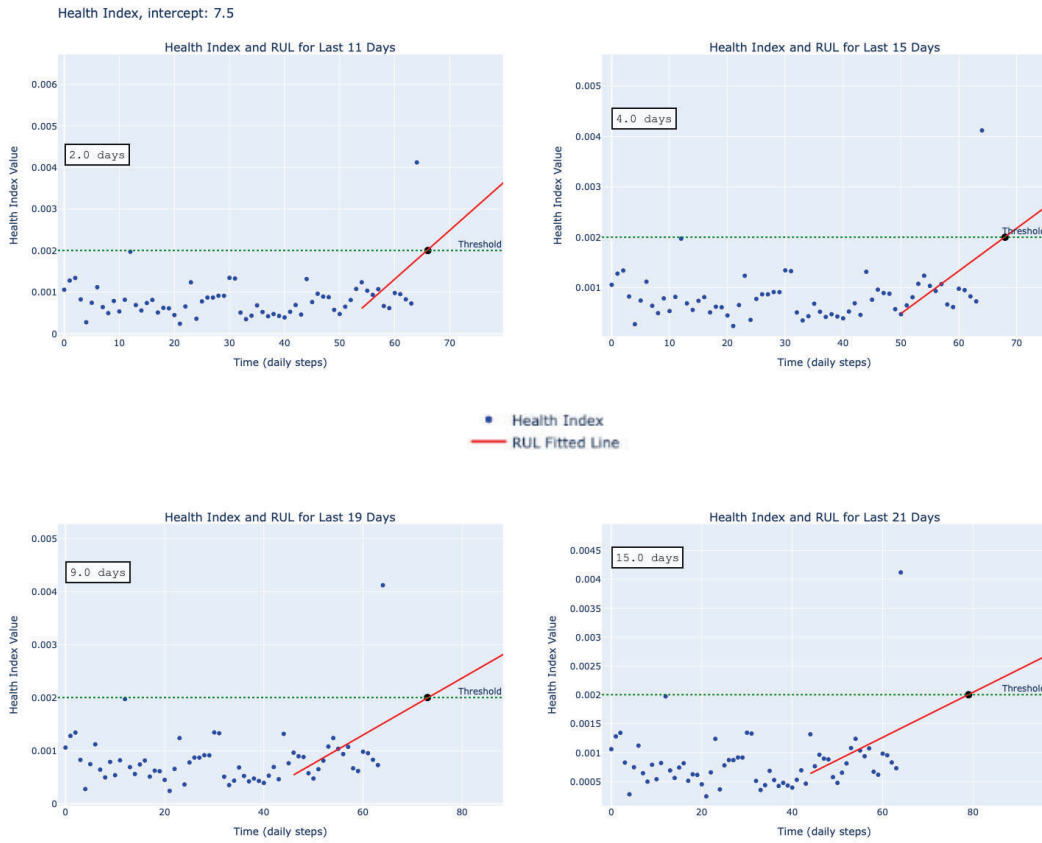 Health Index, intercept: 7.5
Health Index and RUL for Last 11 Days
Health Index Value
0.006
0.005
0.004
0.003
0.002
0.001
0
2.0 days
Threshold
0 10 20 30 40 50 60 70
Time (daily steps)
Health Index and RUL for Last 15 Days
Health Index Value
0.005
0.004
0.003
0.002
0.001
4.0 days
Threshold
0 10 20 30 40 50 60 70
Time (daily steps)
Health Index
RUL Fitted Line
Health Index and RUL for Last 19 Days
Health Index Value
0.005
0.004
0.003
0.002
0.001
0
9.0 days
Threshold
0 20 40 60 80
Time (daily steps)
Health Index and RUL for Last 21 Days
Health Index Value
0.0045
0.004
0.0035
0.003
0.0025
0.002
0.0015
0.001
0.0005
15.0 days
Threshold
0 20 40 60 80
Time (daily steps)